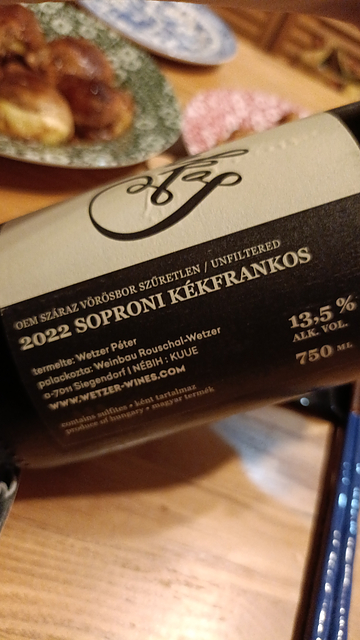 OEM SZÁRAZ VÖRÖSBOR SZŰRETLEN / UNFILTERED
2022 SOPRONI KÉKFRANKOS
termelte: Wetzer Péter
palackozta: Weinbau Rouschal-Wetzer
a-7011 Siegendorf | NÉBIH : KUUE
WWW.WETZER-WINES.COM
contains sulfites • ként tartalmaz
produce of hungary • magyar termék
13,5 %
ALK. VOL.
750 ML